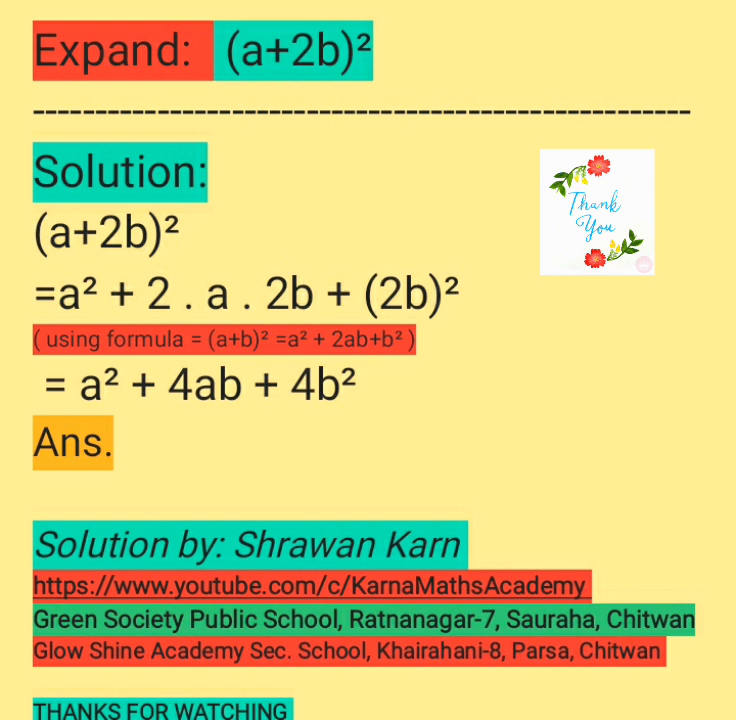 Expand: (a+2b)²
-----------------------------------------------------
Solution:
(a+2b)²
=a² + 2 . a . 2b + (2b)²
( using formula = (a+b)² =a² + 2ab+b² )
= a² + 4ab + 4b²
Ans.
Thank
You
Solution by: Shrawan Karn
https://www.youtube.com/c/KarnaMathsAcademy
Green Society Public School, Ratnanagar-7, Sauraha, Chitwan
Glow Shine Academy Sec. School, Khairahani-8, Parsa, Chitwan
THANKS FOR WATCHING